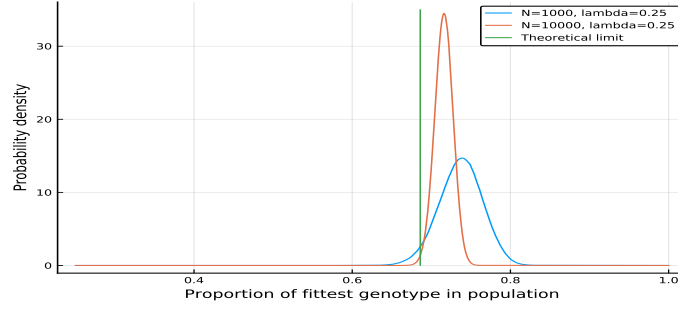 N=1000, lambda=0.25
N=10000, lambda=0.25
Theoretical limit
Probability density
30
20
10
0
0.4 0.6 0.8 1.0
Proportion of fittest genotype in population